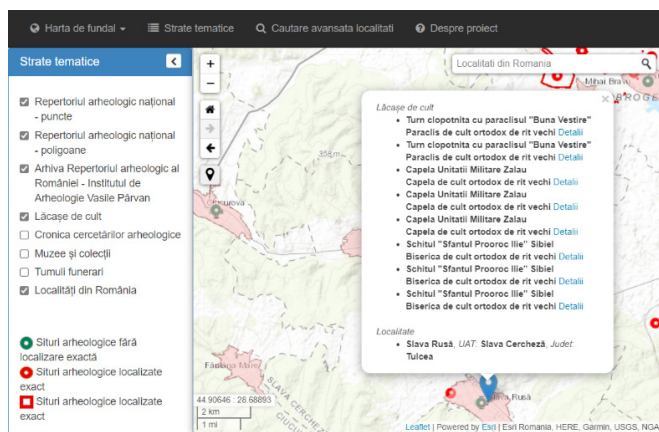 Harta de fundal
Strate tematice
Cautare avansata localitati
Despre proiect
Strate tematice
Repertoriul arheologic național
- puncte
Repertoriul arheologic național
- poligoane
Arhiva Repertoriul arheologic al
României - Institutul de
Arheologie Vasile Pârvan
Lăcașe de cult
Cronica cercetărilor arheologice
Muzee și colecții
Tumuli funerari
Localități din România
Situri arheologice fără
localizare exactă
Situri arheologice localizate
exact
Situri arheologice localizate
exact
+
−
Localitati din Romania
Mihai Bravu
358 m
Lăcașe de cult
Turn clopotnita cu paraclisul "Buna Vestire"
Paraclis de cult ortodox de rit vechi Detalii
Turn clopotnita cu paraclisul "Buna Vestire"
Paraclis de cult ortodox de rit vechi Detalii
Capela Unitatii Militare Zalau
Capela de cult ortodox de rit vechi Detalii
Capela Unitatii Militare Zalau
Capela de cult ortodox de rit vechi Detalii
Capela Unitatii Militare Zalau
Capela de cult ortodox de rit vechi Detalii
Schitul "Sfantul Prooroc Ilie" Sibiel
Biserica de cult ortodox de rit vechi Detalii
Schitul "Sfantul Prooroc Ilie" Sibiel
Biserica de cult ortodox de rit vechi Detalii
Schitul "Sfantul Prooroc Ilie" Sibiel
Biserica de cult ortodox de rit vechi Detalii
Localitate
Slava Rusă, UAT: Slava Cercheză, Judet:
Tulcea
SLAVA CERCHEZ
44.90646 : 28.68893
2 km
1 mi
Rusă
Leaflet | Powered by Esri | Esri Romania, HERE, Garmin, USGS, NGA